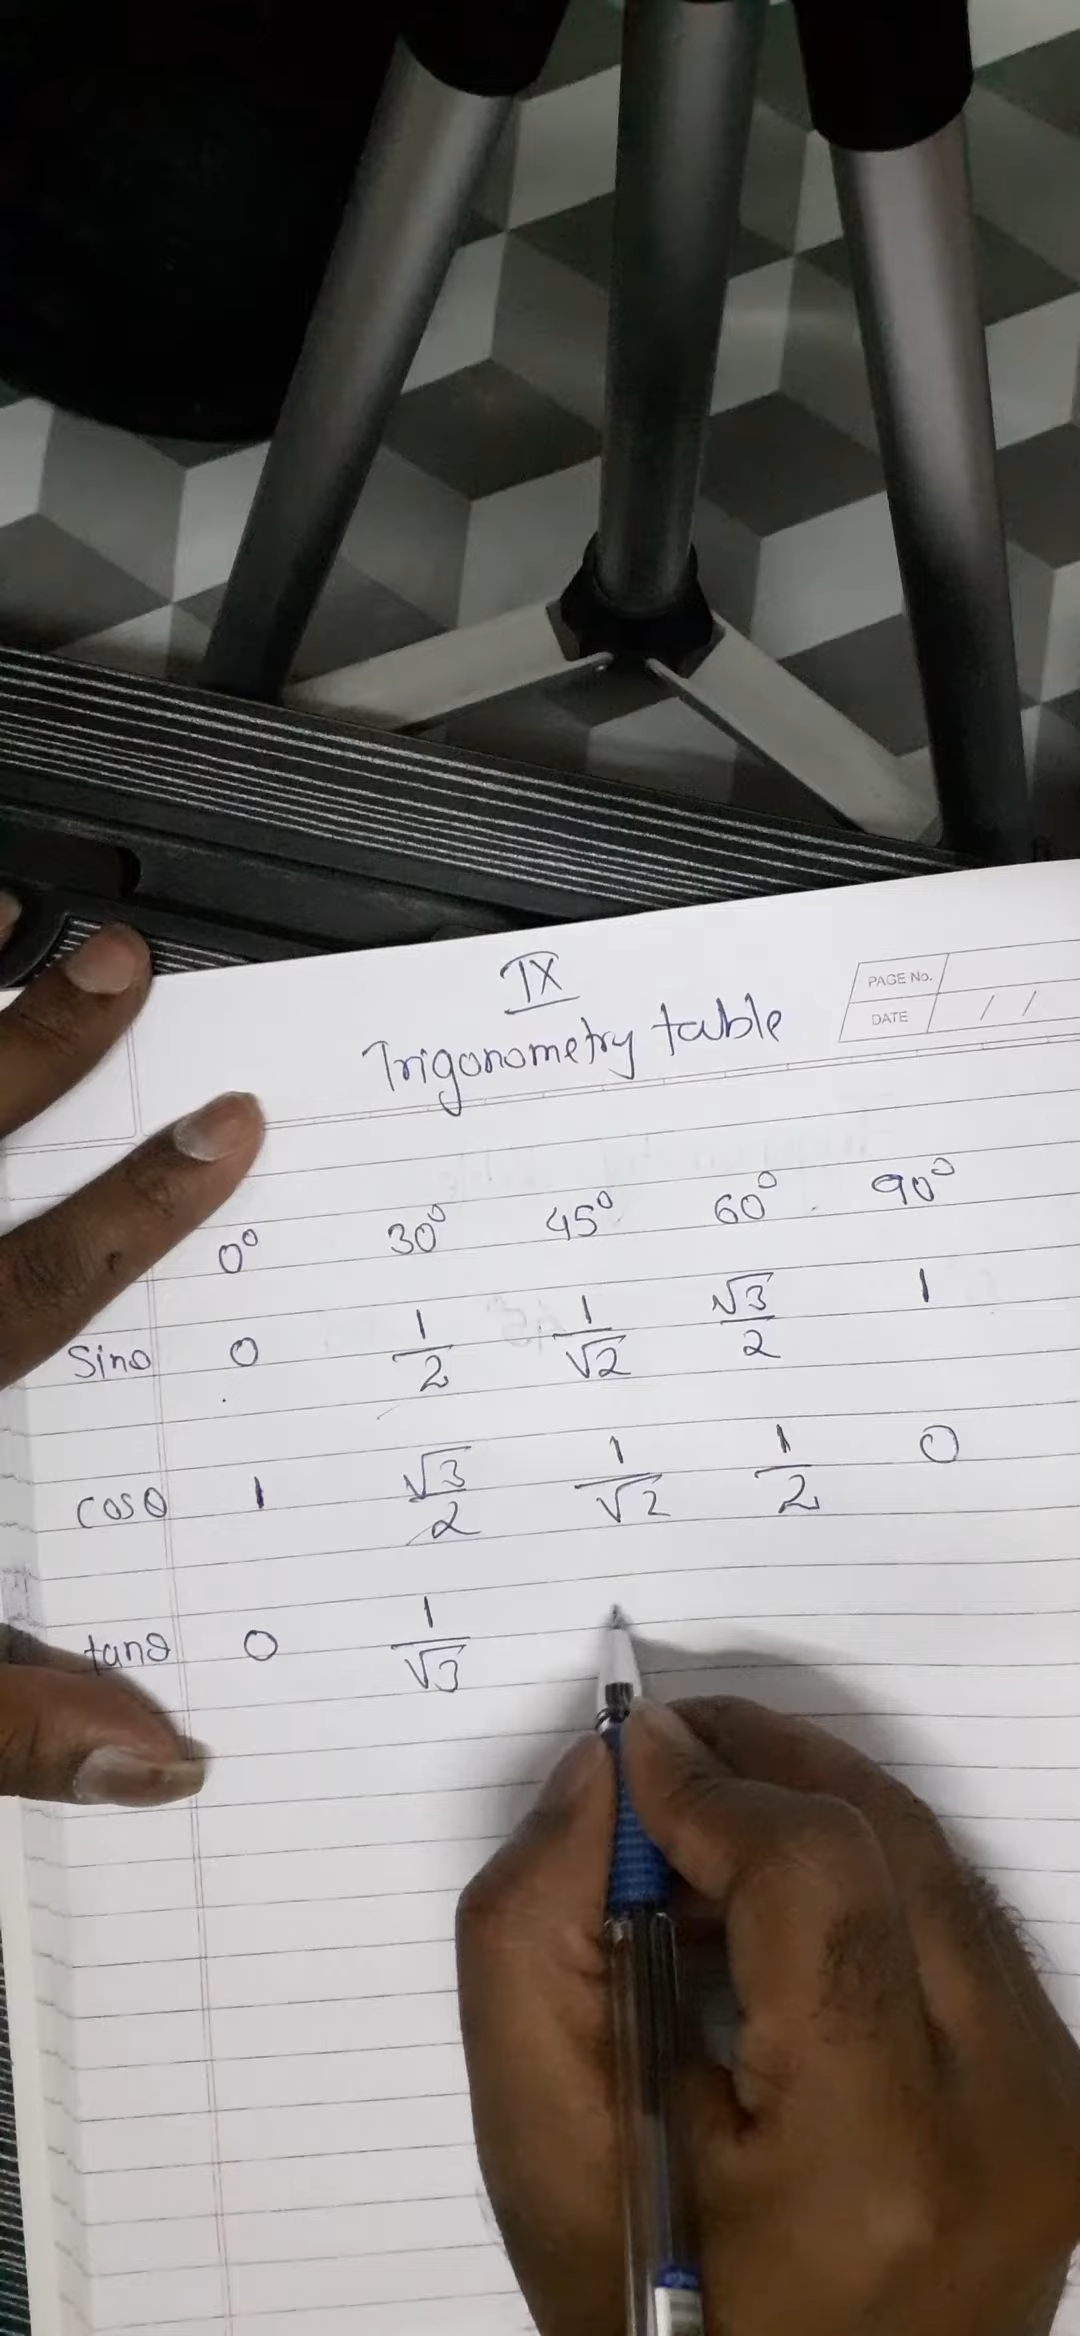 IX
Trigonometry table
PAGE No.
DATE / /
0° 30° 45° 60° 90°
Sinθ 0 1/2 1/√2 √3/2 1
cosθ 1 √3/2 1/√2 1/2 0
tanθ 0 1/√3